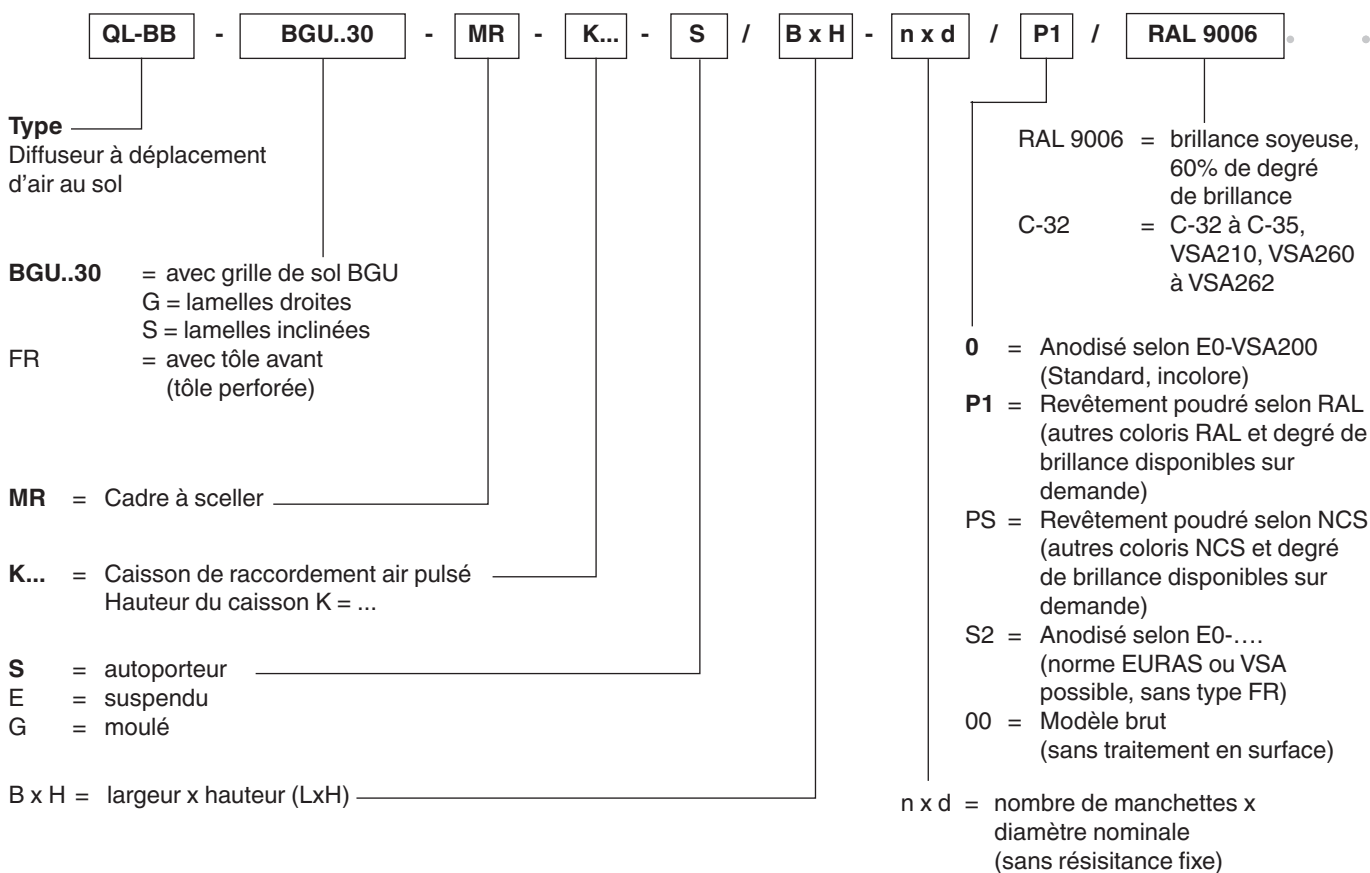 QL-BB - BGU..30 - MR - K... - S / B x H - n x d / P1 / RAL 9006
Type
Diffuseur à déplacement
d'air au sol
BGU..30 = avec grille de sol BGU
G = lamelles droites
S = lamelles inclinées
FR = avec tôle avant
(tôle perforée)
MR = Cadre à sceller
K... = Caisson de raccordement air pulsé
Hauteur du caisson K = ...
S = autoporteur
E = suspendu
G = moulé
B x H = largeur x hauteur (LxH)
RAL 9006 = brillance soyeuse,
60% de degré
de brillance
C-32 = C-32 à C-35,
VSA210, VSA260
à VSA262
0 = Anodisé selon E0-VSA200
(Standard, incolore)
P1 = Revêtement poudré selon RAL
(autres coloris RAL et degré de
brillance disponibles sur
demande)
PS = Revêtement poudré selon NCS
(autres coloris NCS et degré
de brillance disponibles sur
demande)
S2 = Anodisé selon E0-....
(norme EURAS ou VSA
possible, sans type FR)
00 = Modèle brut
(sans traitement en surface)
n x d = nombre de manchettes x
diamètre nominale
(sans résisitance fixe)